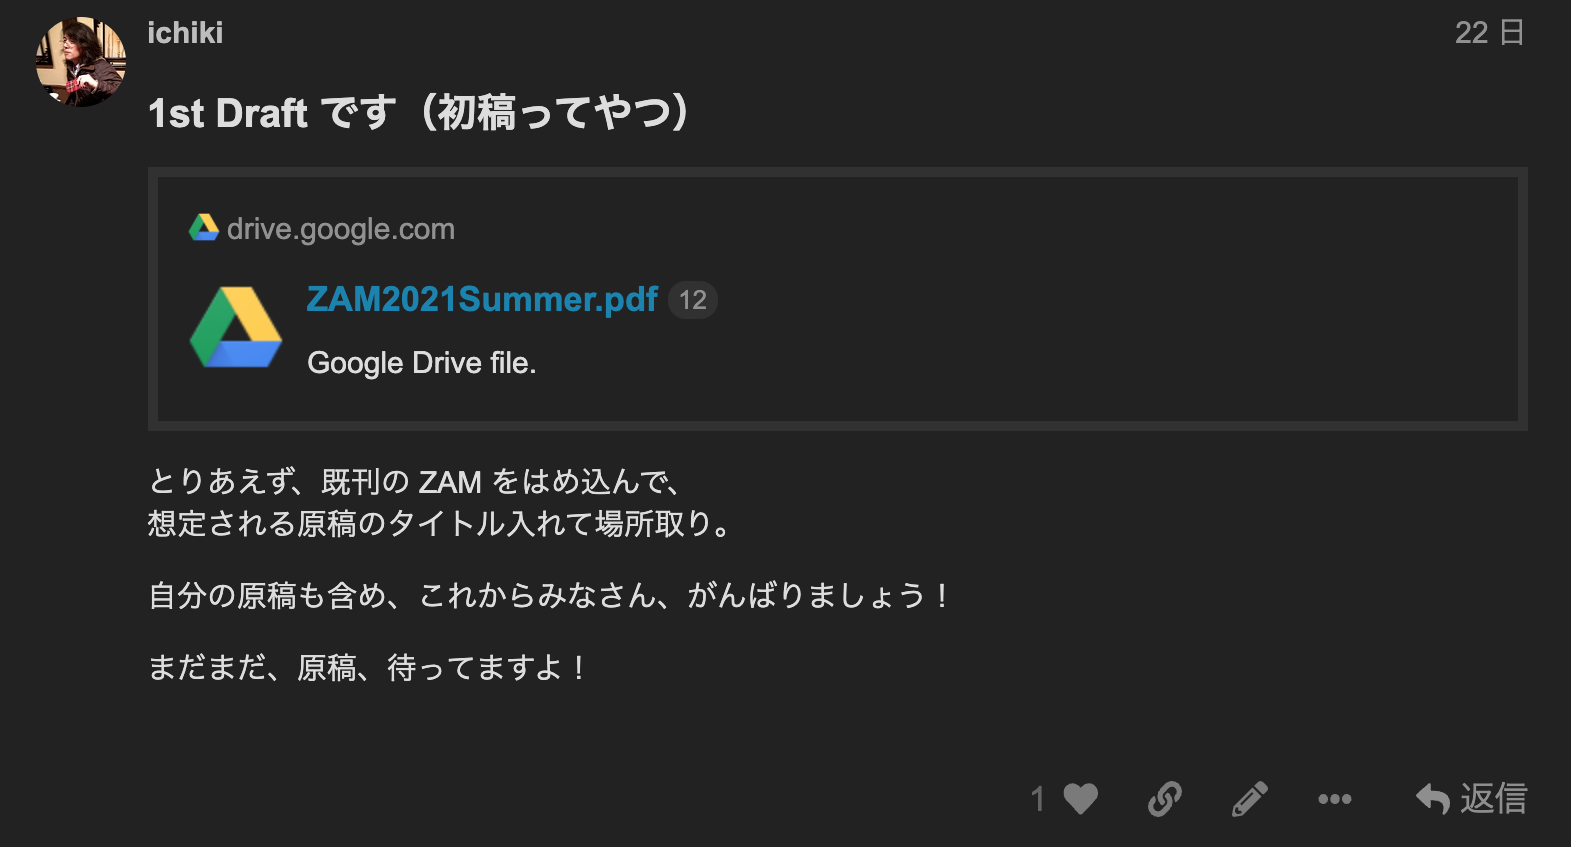 ichiki
22 日
1st Draft です（初稿ってやつ）
drive.google.com
ZAM2021Summer.pdf 12
Google Drive file.
とりあえず、既刊の ZAM をはめ込んで、
想定される原稿のタイトル入れて場所取り。
自分の原稿も含め、これからみなさん、がんばりましょう！
まだまだ、原稿、待ってますよ！
1
返信